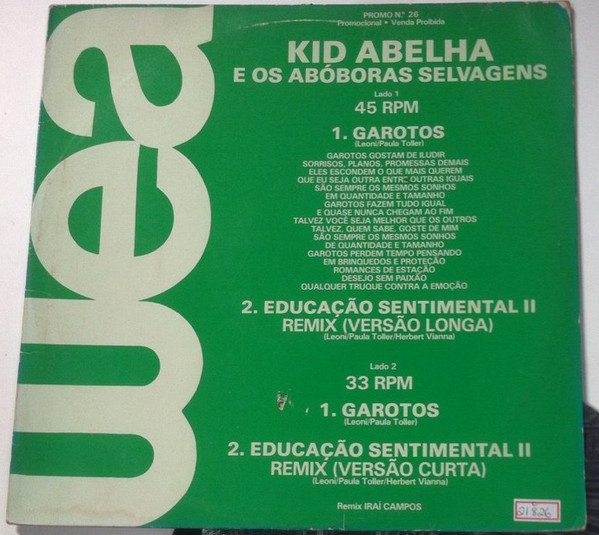 PROMO N.º 26
Promocional • Venda Proibida
wea
KID ABELHA
E OS ABÓBORAS SELVAGENS
Lado 1
45 RPM
1. GAROTOS
(Leoni/Paula Toller)
GAROTOS GOSTAM DE ILUDIR
SORRISOS, PLANOS, PROMESSAS DEMAIS
ELES ESCONDEM O QUE MAIS QUEREM
QUE EU SEJA OUTRA ENTRE OUTRAS IGUAIS
SÃO SEMPRE OS MESMOS SONHOS
EM QUANTIDADE E TAMANHO
GAROTOS FAZEM TUDO IGUAL
E QUASE NUNCA CHEGAM AO FIM
TALVEZ VOCÊ SEJA MELHOR QUE OS OUTROS
TALVEZ, QUEM SABE, GOSTE DE MIM
SÃO SEMPRE OS MESMOS SONHOS
DE QUANTIDADE E TAMANHO
GAROTOS PERDEM TEMPO PENSANDO
EM BRINQUEDOS E PROTEÇÃO
ROMANCES DE ESTAÇÃO
DESEJO SEM PAIXÃO
QUALQUER TRUQUE CONTRA A EMOÇÃO
2. EDUCAÇÃO SENTIMENTAL II
REMIX (VERSÃO LONGA)
(Leoni/Paula Toller/Herbert Vianna)
Lado 2
33 RPM
1. GAROTOS
(Leoni/Paula Toller)
2. EDUCAÇÃO SENTIMENTAL II
REMIX (VERSÃO CURTA)
(Leoni/Paula Toller/Herbert Vianna)
Remix IRAÍ CAMPOS
21826